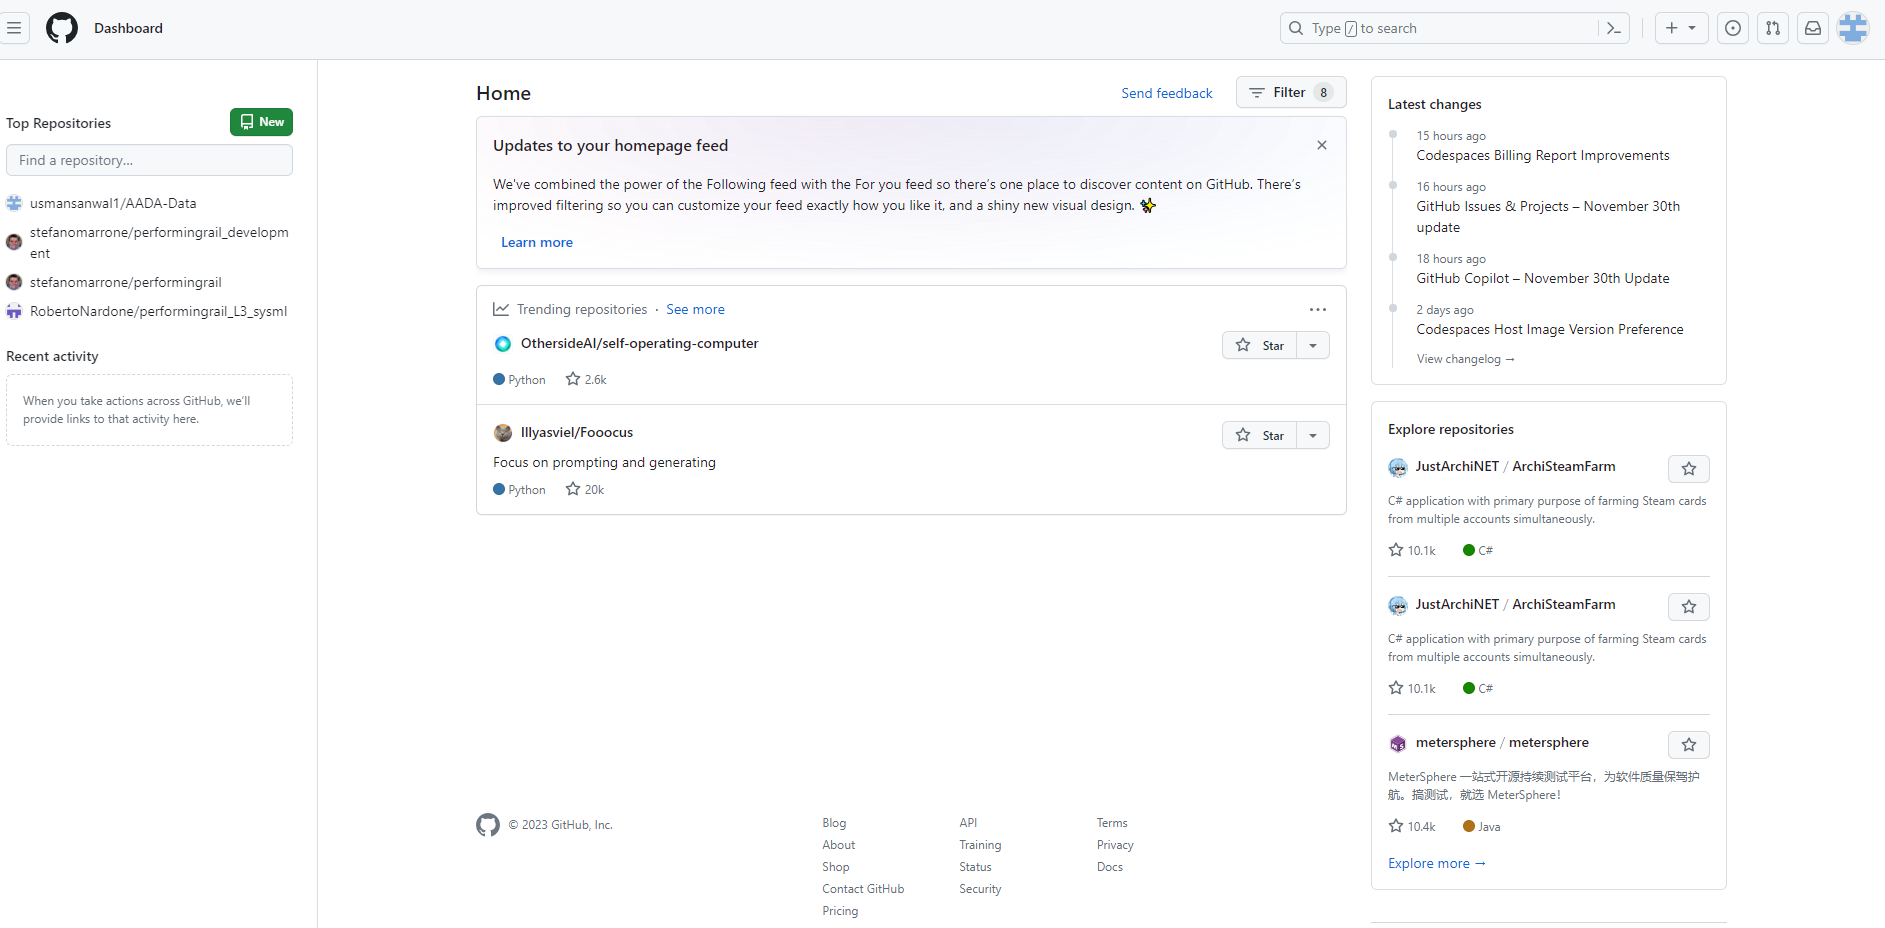 Dashboard
Type / to search
Top Repositories
New
Find a repository...
usmansanwal1/AADA-Data
stefanomarrone/performingrail_developm
ent
stefanomarrone/performingrail
RobertoNardone/performingrail_L3_sysml
Recent activity
When you take actions across GitHub, we'll
provide links to that activity here.
Home
Send feedback
Filter 8
Updates to your homepage feed
We've combined the power of the Following feed with the For you feed so there's one place to discover content on GitHub. There's
improved filtering so you can customize your feed exactly how you like it, and a shiny new visual design. ✨
Learn more
Trending repositories · See more
OthersideAI/self-operating-computer
Star
Python 2.6k
lllyasviel/Fooocus
Star
Focus on prompting and generating
Python 20k
Latest changes
15 hours ago
Codespaces Billing Report Improvements
16 hours ago
GitHub Issues & Projects – November 30th
update
18 hours ago
GitHub Copilot – November 30th Update
2 days ago
Codespaces Host Image Version Preference
View changelog →
Explore repositories
JustArchiNET / ArchiSteamFarm
C# application with primary purpose of farming Steam cards
from multiple accounts simultaneously.
10.1k C#
JustArchiNET / ArchiSteamFarm
C# application with primary purpose of farming Steam cards
from multiple accounts simultaneously.
10.1k C#
metersphere / metersphere
MeterSphere 一站式开源持续测试平台，为软件质量保驾护
航。搞测试，就选 MeterSphere！
10.4k Java
Explore more →
© 2023 GitHub, Inc.
Blog
About
Shop
Contact GitHub
Pricing
API
Training
Status
Security
Terms
Privacy
Docs